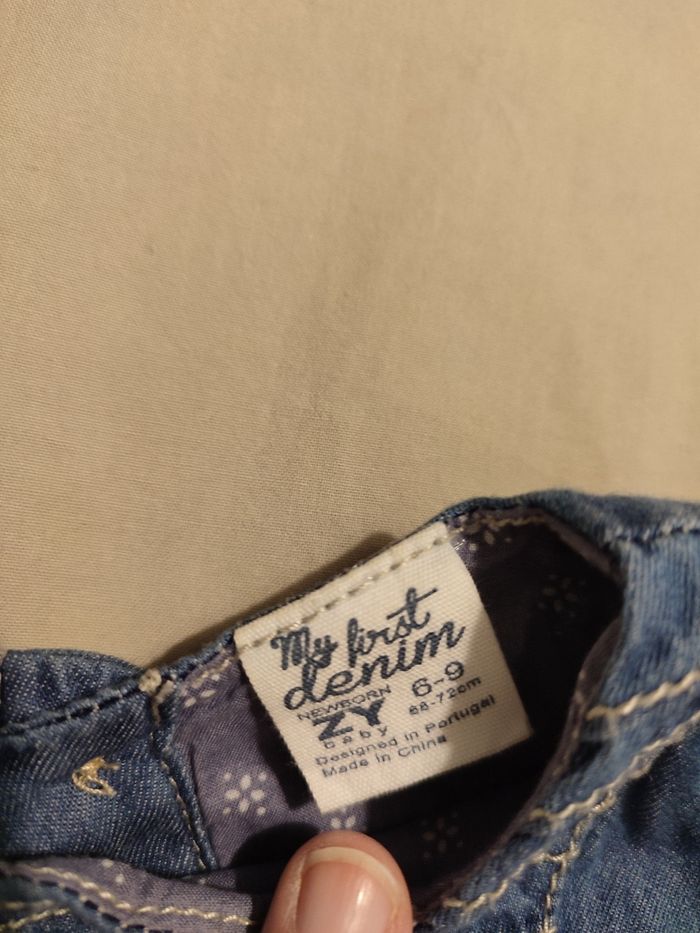 My first
denim
NEWBORN 6-9
ZY 68-72cm
baby
Designed in Portugal
Made in China